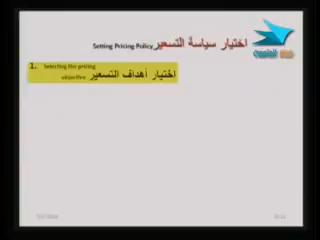 Setting Pricing Policy اختيار سياسة التسعير
1. Selecting the pricing
objective اختيار أهداف التسعير